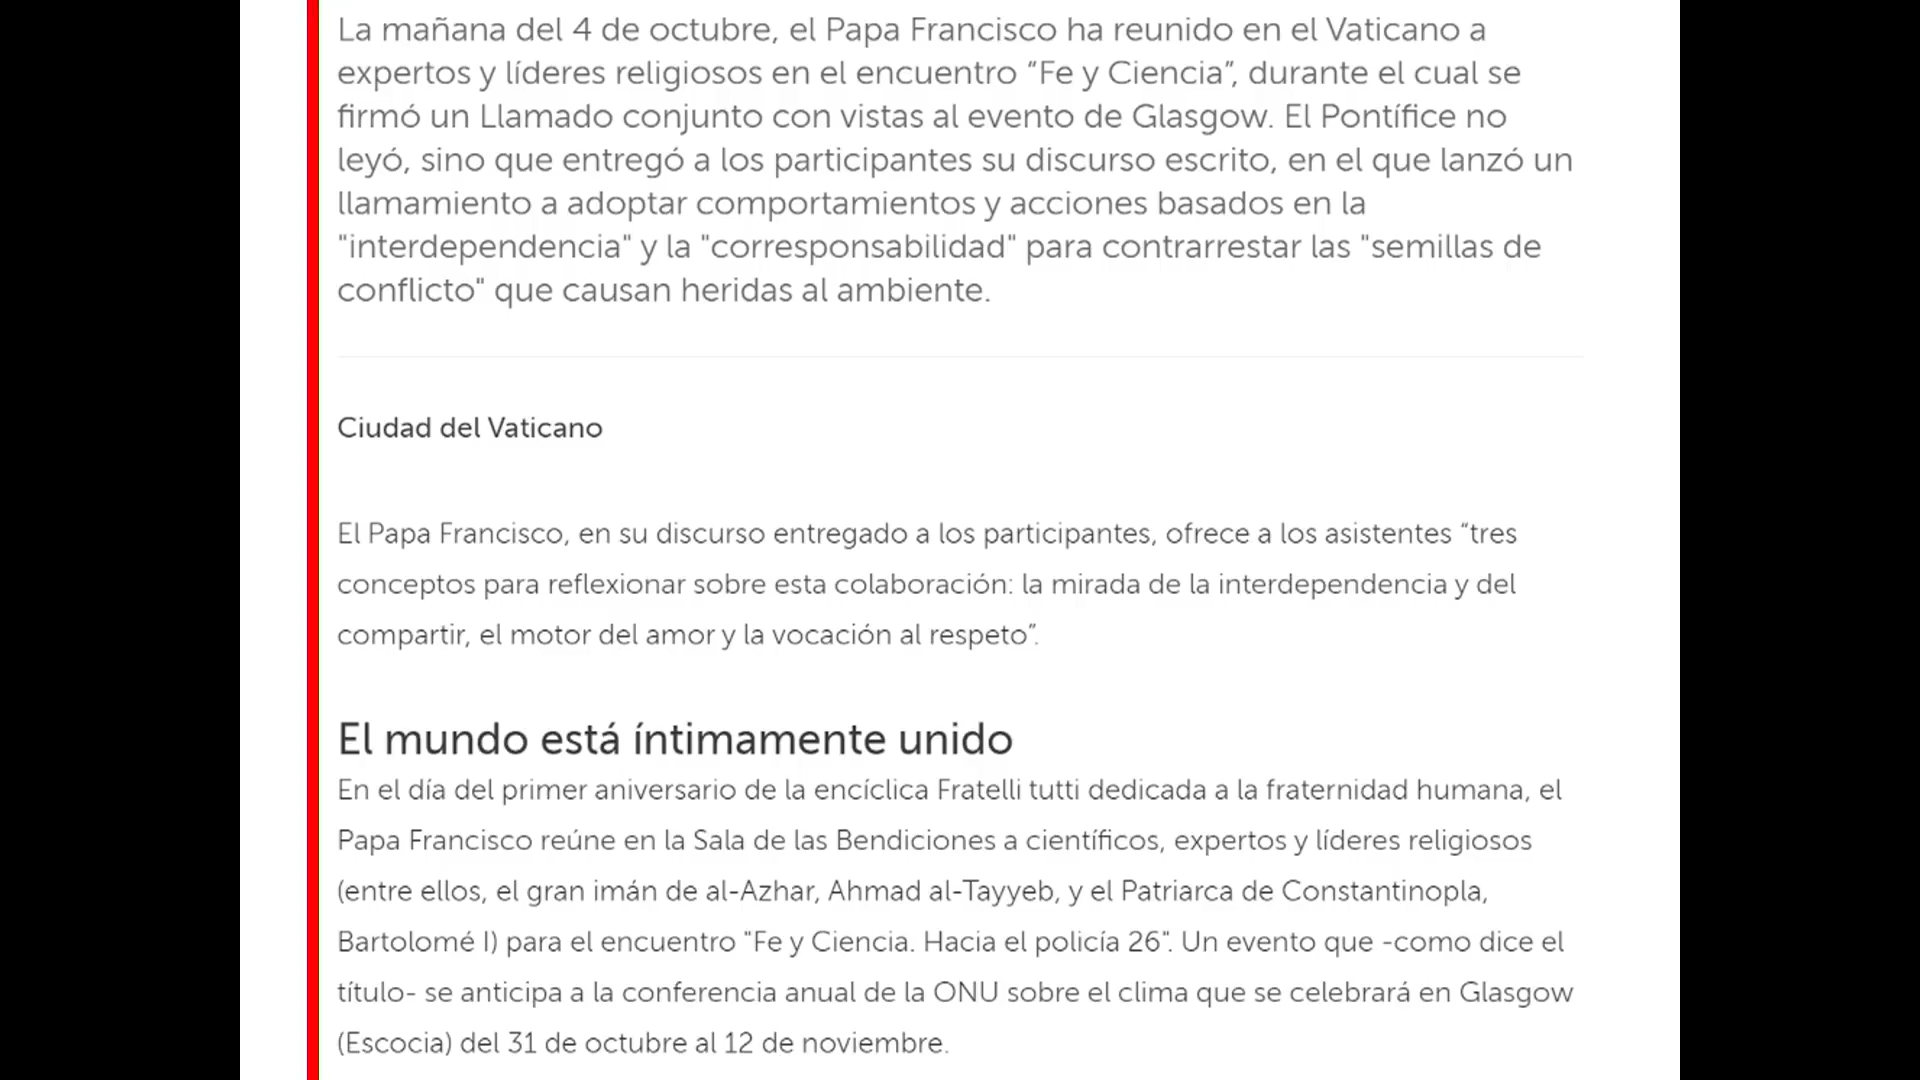 La mañana del 4 de octubre, el Papa Francisco ha reunido en el Vaticano a
expertos y líderes religiosos en el encuentro “Fe y Ciencia”, durante el cual se
firmó un Llamado conjunto con vistas al evento de Glasgow. El Pontífice no
leyó, sino que entregó a los participantes su discurso escrito, en el que lanzó un
llamamiento a adoptar comportamientos y acciones basados en la
"interdependencia" y la "corresponsabilidad" para contrarrestar las "semillas de
conflicto" que causan heridas al ambiente.
Ciudad del Vaticano
El Papa Francisco, en su discurso entregado a los participantes, ofrece a los asistentes “tres
conceptos para reflexionar sobre esta colaboración: la mirada de la interdependencia y del
compartir, el motor del amor y la vocación al respeto”.
El mundo está íntimamente unido
En el día del primer aniversario de la encíclica Fratelli tutti dedicada a la fraternidad humana, el
Papa Francisco reúne en la Sala de las Bendiciones a científicos, expertos y líderes religiosos
(entre ellos, el gran imán de al-Azhar, Ahmad al-Tayyeb, y el Patriarca de Constantinopla,
Bartolomé I) para el encuentro "Fe y Ciencia. Hacia el policía 26". Un evento que -como dice el
título- se anticipa a la conferencia anual de la ONU sobre el clima que se celebrará en Glasgow
(Escocia) del 31 de octubre al 12 de noviembre.